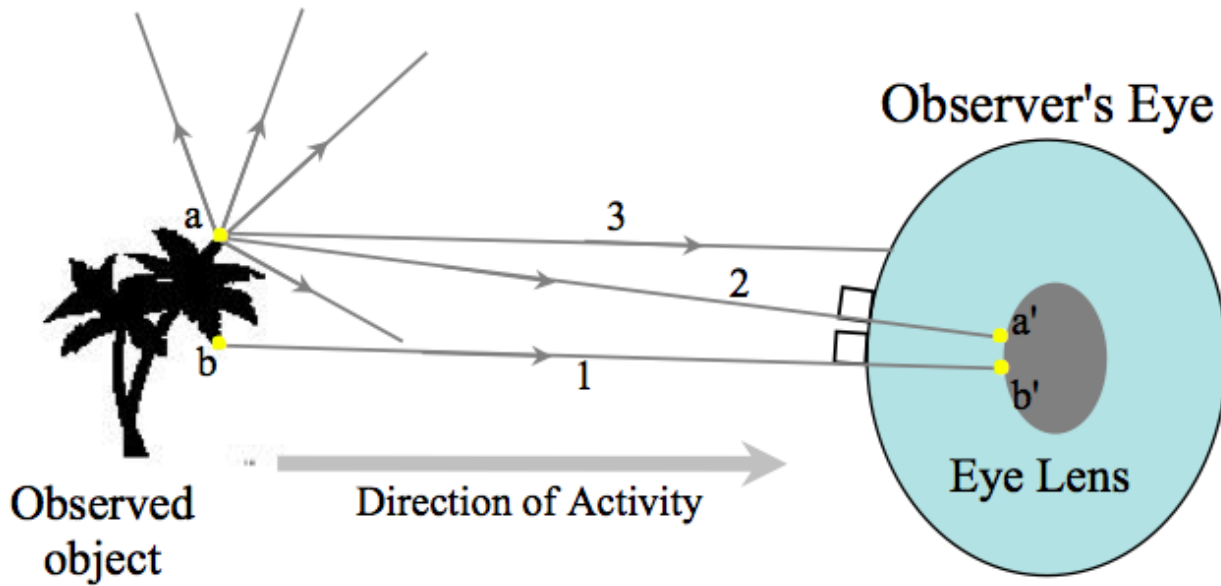 Observer's Eye
a
3
2
a'
b
1
b'
Eye Lens
Direction of Activity
Observed
object